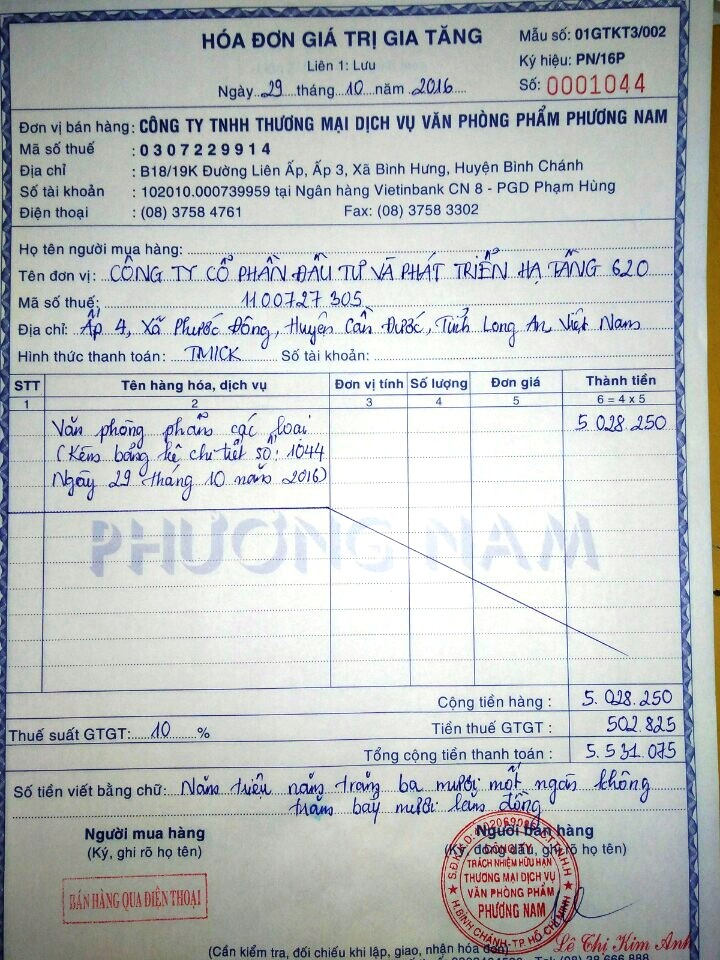 HÓA ĐƠN GIÁ TRỊ GIA TĂNG
Liên 1: Lưu
Ngày 29 tháng 10 năm 2016
Mẫu số: 01GTKT3/002
Ký hiệu: PN/16P
Số: 0001044
Đơn vị bán hàng: CÔNG TY TNHH THƯƠNG MẠI DỊCH VỤ VĂN PHÒNG PHẨM PHƯƠNG NAM
Mã số thuế : 0307229914
Địa chỉ : B18/19K Đường Liên Ấp, Ấp 3, Xã Bình Hưng, Huyện Bình Chánh
Số tài khoản : 102010.000739959 tại Ngân hàng Vietinbank CN 8 - PGD Phạm Hùng
Điện thoại : (08) 3758 4761 Fax: (08) 3758 3302
Họ tên người mua hàng:
Tên đơn vị: CÔNG TY CỔ PHẦN ĐẦU TƯ VÀ PHÁT TRIỂN HẠ TẦNG 620
Mã số thuế: 1100727305
Địa chỉ: Ấp 4, Xã Phước Đông, Huyện Cần Đước, Tỉnh Long An, Việt Nam
Hình thức thanh toán: TM/CK Số tài khoản:
STT Tên hàng hóa, dịch vụ Đơn vị tính Số lượng Đơn giá Thành tiền
1 2 3 4 5 6 = 4 x 5
Văn phòng phẩm các loại 5.028.250
(Kèm bảng kê chi tiết số: 1044
Ngày 29 tháng 10 năm 2016)
PHƯƠNG NAM
Cộng tiền hàng : 5.028.250
Thuế suất GTGT: 10 % Tiền thuế GTGT : 502.825
Tổng cộng tiền thanh toán : 5.531.075
Số tiền viết bằng chữ: Năm triệu năm trăm ba mươi một ngàn không
trăm bảy mươi lăm đồng
Người mua hàng
(Ký, ghi rõ họ tên)
BÁN HÀNG QUA ĐIỆN THOẠI
Người bán hàng
(Ký, đóng dấu, ghi rõ họ tên)
CÔNG TY
TRÁCH NHIỆM HỮU HẠN
THƯƠNG MẠI DỊCH VỤ
VĂN PHÒNG PHẨM
PHƯƠNG NAM
H.BÌNH CHÁNH-TP.HỒ CHÍ MINH
Lê Thị Kim Anh
(Cần kiểm tra, đối chiếu khi lập, giao, nhận hóa đơn)